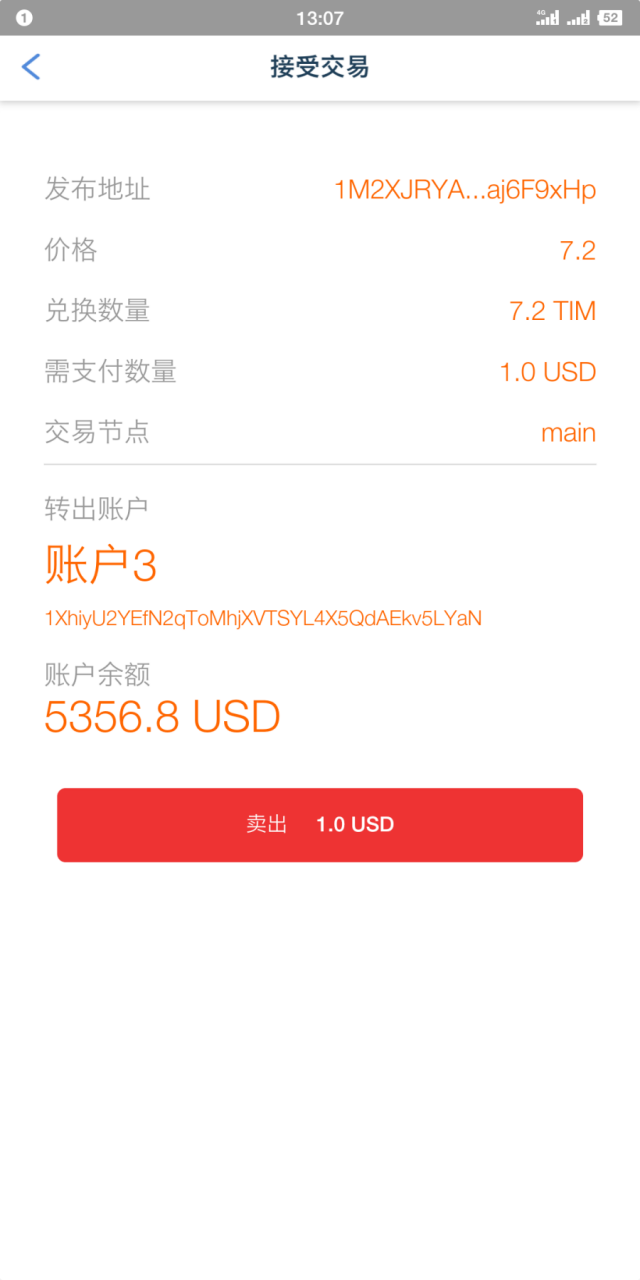 1 13:07 4G 52
接受交易
发布地址 1M2XJRYA...aj6F9xHp
价格 7.2
兑换数量 7.2 TIM
需支付数量 1.0 USD
交易节点 main
转出账户
账户3
1XhiyU2YEfN2qToMhjXVTSYL4X5QdAEkv5LYaN
账户余额
5356.8 USD
卖出 1.0 USD